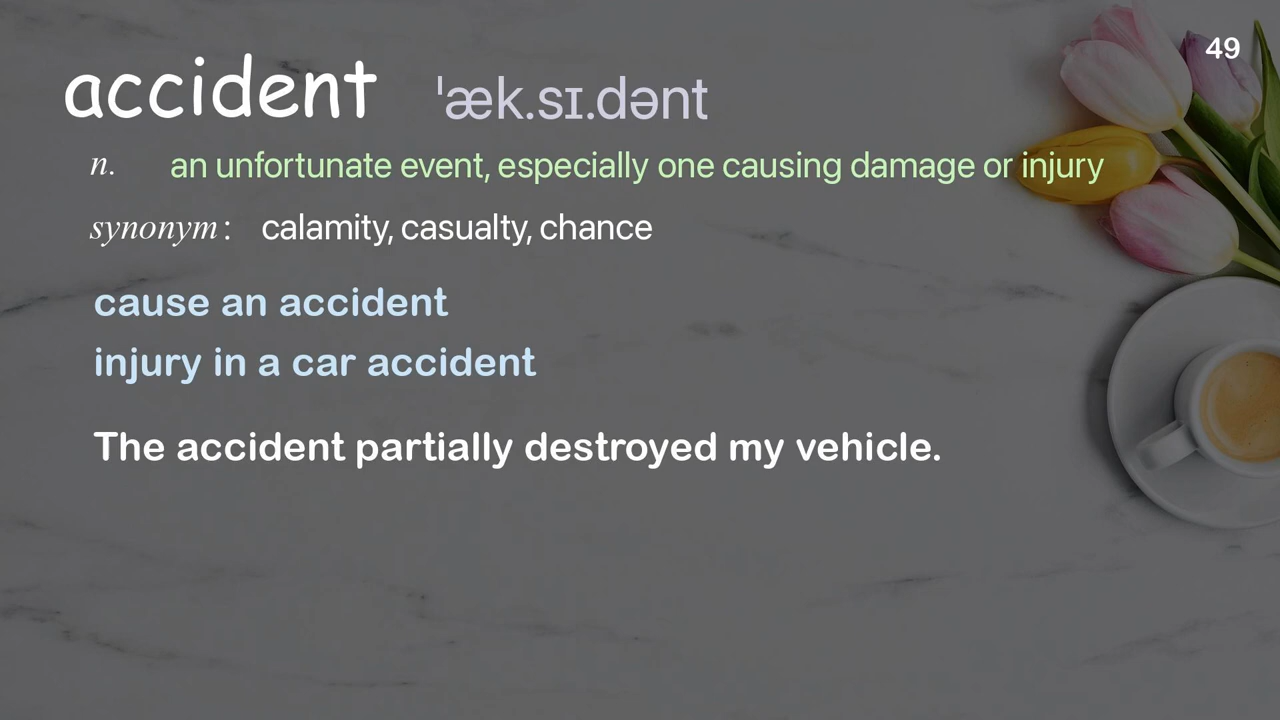 49
accident ˈæk.sɪ.dənt
n. an unfortunate event, especially one causing damage or injury
synonym: calamity, casualty, chance
cause an accident
injury in a car accident
The accident partially destroyed my vehicle.